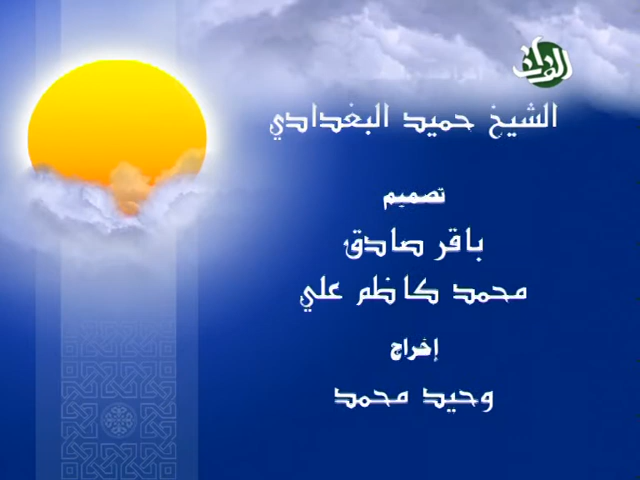 الشيخ حميد البغدادي
تصميم
باقر صادق
محمد كاظم علي
إخراج
وحيد محمد